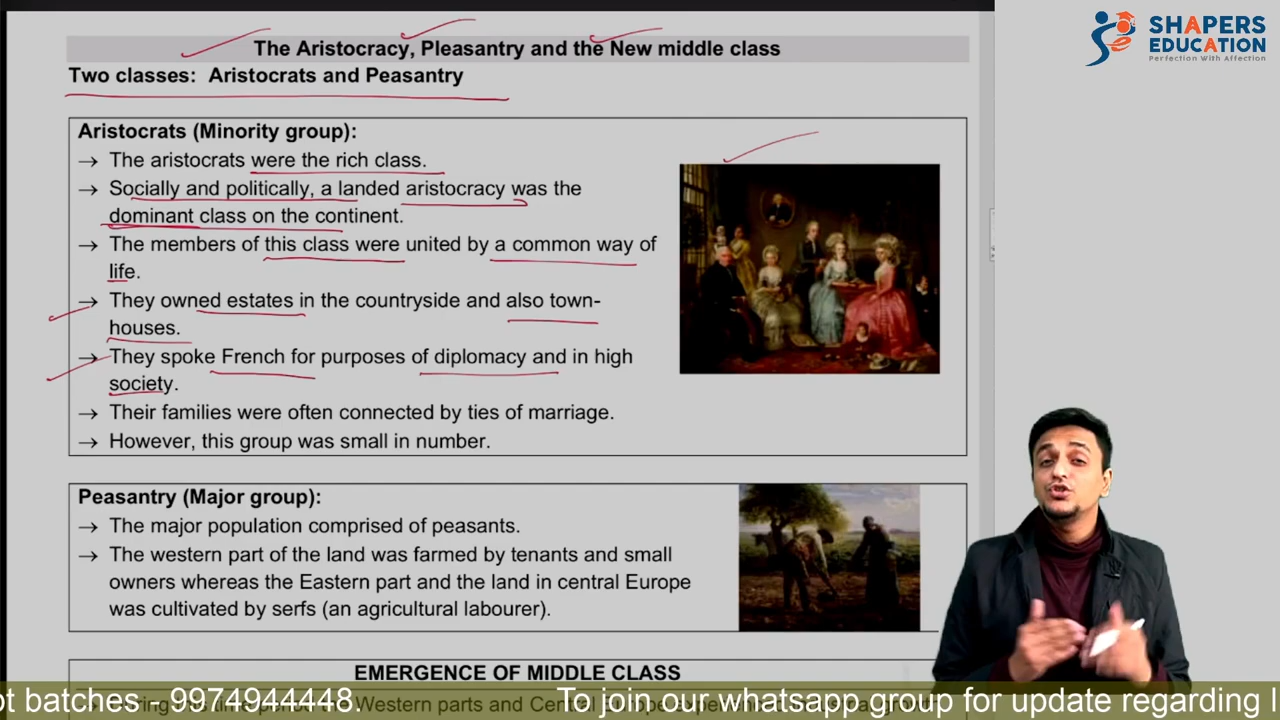 SHAPERS
EDUCATION
Perfection With Affection
The Aristocracy, Pleasantry and the New middle class
Two classes: Aristocrats and Peasantry
Aristocrats (Minority group):
→ The aristocrats were the rich class.
→ Socially and politically, a landed aristocracy was the
dominant class on the continent.
→ The members of this class were united by a common way of
life.
→ They owned estates in the countryside and also town-
houses.
→ They spoke French for purposes of diplomacy and in high
society.
→ Their families were often connected by ties of marriage.
→ However, this group was small in number.
Peasantry (Major group):
→ The major population comprised of peasants.
→ The western part of the land was farmed by tenants and small
owners whereas the Eastern part and the land in central Europe
was cultivated by serfs (an agricultural labourer).
EMERGENCE OF MIDDLE CLASS
ot batches - 9974944448. To join our whatsapp group for update regarding l
Western parts and Central Europe